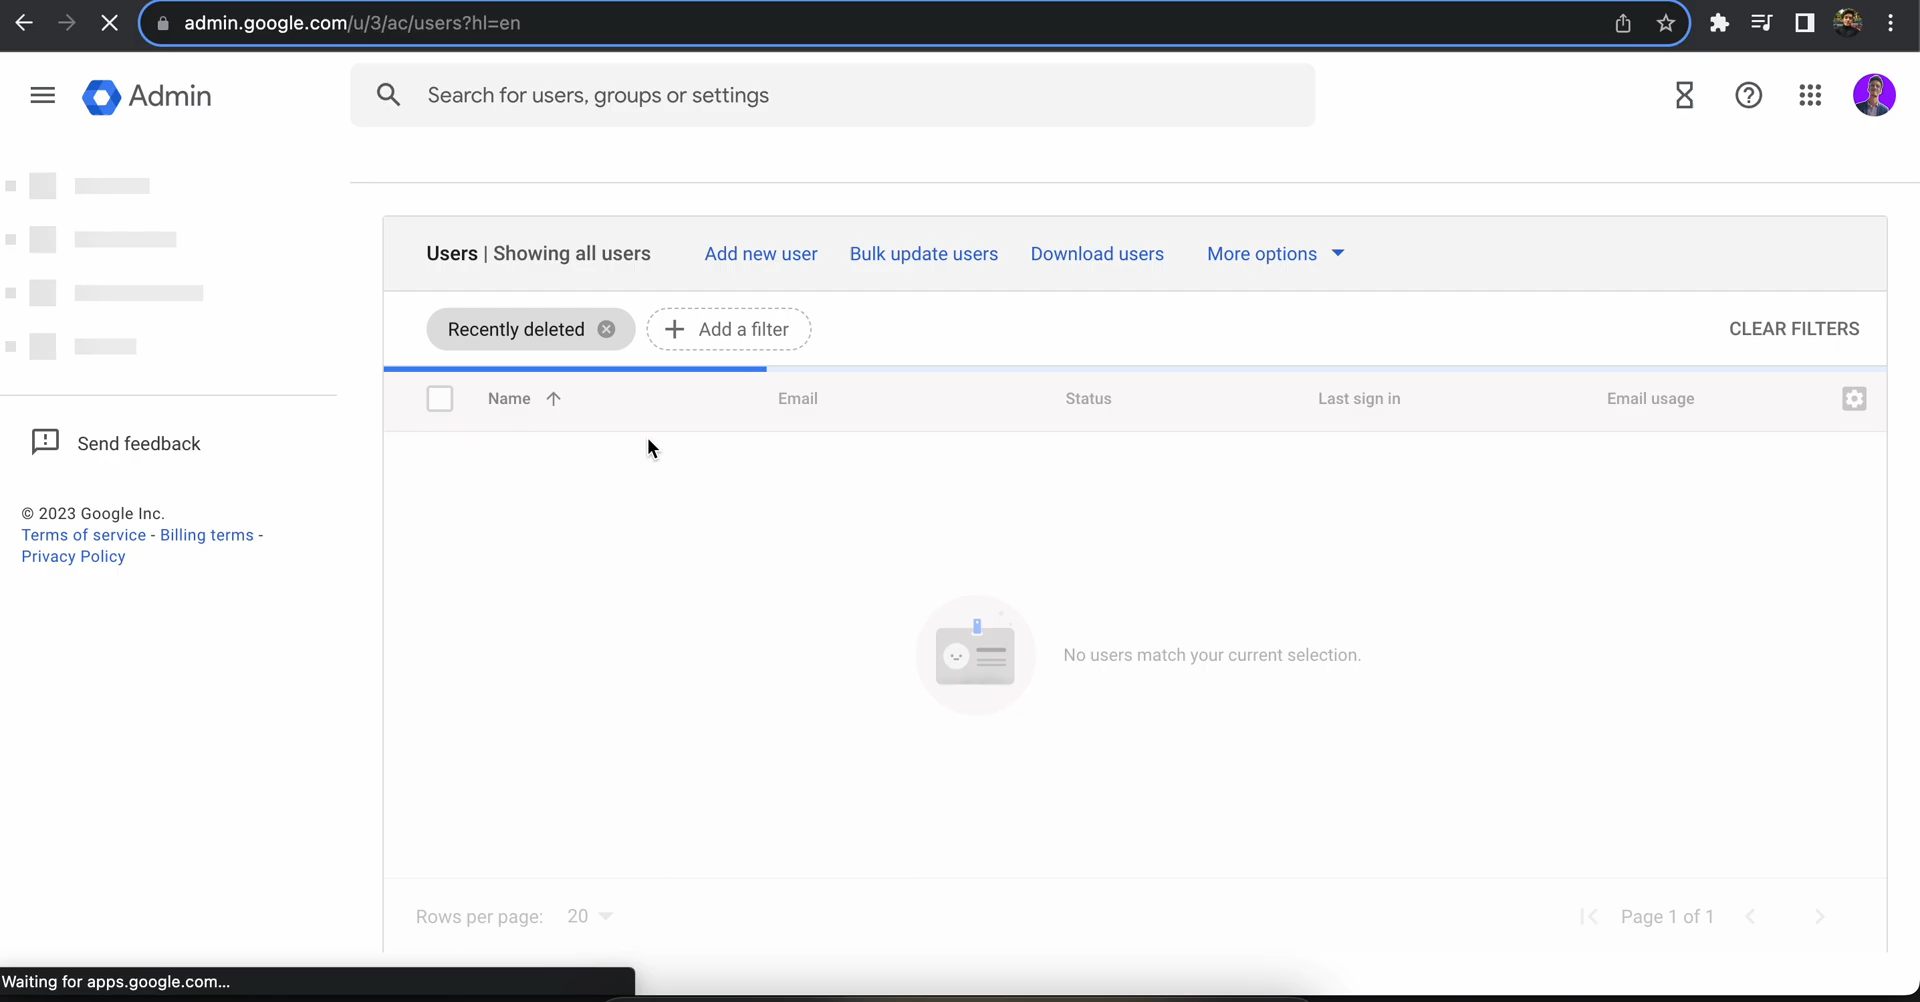 admin.google.com/u/3/ac/users?hl=en
Admin
Search for users, groups or settings
Users | Showing all users
Add new user
Bulk update users
Download users
More options
Recently deleted
Add a filter
CLEAR FILTERS
Name
Email
Status
Last sign in
Email usage
Send feedback
© 2023 Google Inc.
Terms of service - Billing terms -
Privacy Policy
No users match your current selection.
Rows per page: 20
Page 1 of 1
Waiting for apps.google.com...